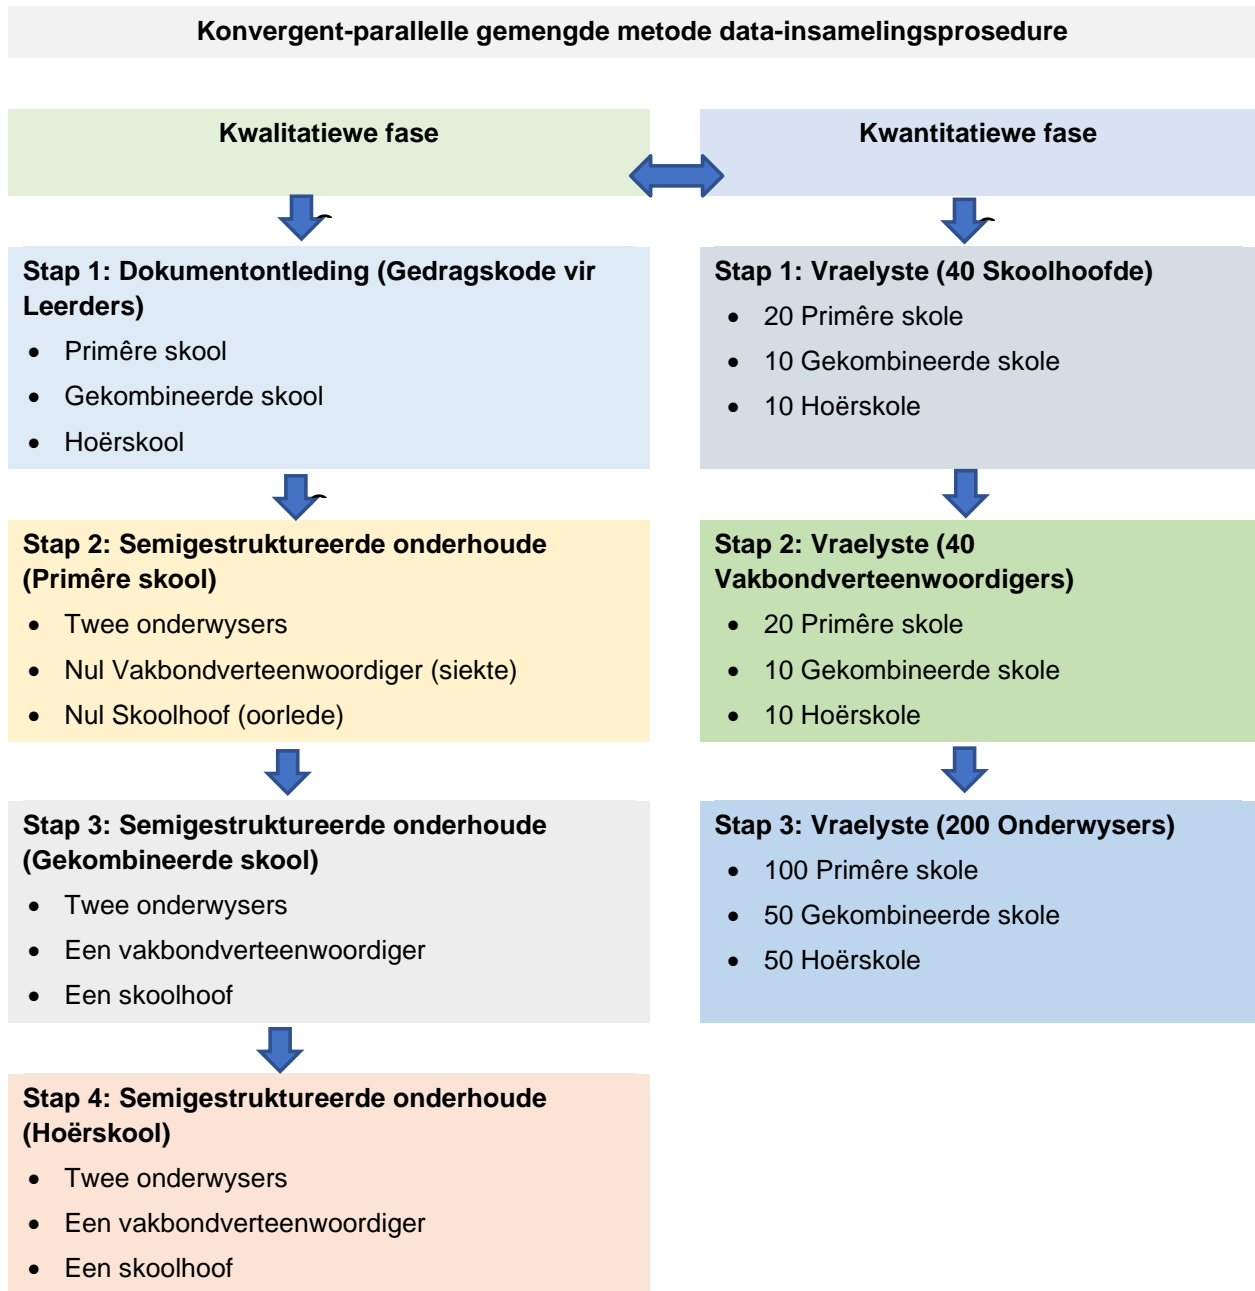 Konvergent-parallelle gemengde metode data-insamelingsprosedure
Kwalitatiewe fase
Stap 1: Dokumentontleding (Gedragskode vir
Leerders)
• Primêre skool
• Gekombineerde skool
• Hoërskool
Stap 2: Semigestruktureerde onderhoude
(Primêre skool)
• Twee onderwysers
• Nul Vakbondverteenwoordiger (siekte)
• Nul Skoolhoof (oorlede)
Stap 3: Semigestruktureerde onderhoude
(Gekombineerde skool)
• Twee onderwysers
• Een vakbondverteenwoordiger
• Een skoolhoof
Stap 4: Semigestruktureerde onderhoude
(Hoërskool)
• Twee onderwysers
• Een vakbondverteenwoordiger
• Een skoolhoof
Kwantitatiewe fase
Stap 1: Vraelyste (40 Skoolhoofde)
• 20 Primêre skole
• 10 Gekombineerde skole
• 10 Hoërskole
Stap 2: Vraelyste (40
Vakbondverteenwoordigers)
• 20 Primêre skole
• 10 Gekombineerde skole
• 10 Hoërskole
Stap 3: Vraelyste (200 Onderwysers)
• 100 Primêre skole
• 50 Gekombineerde skole
• 50 Hoërskole